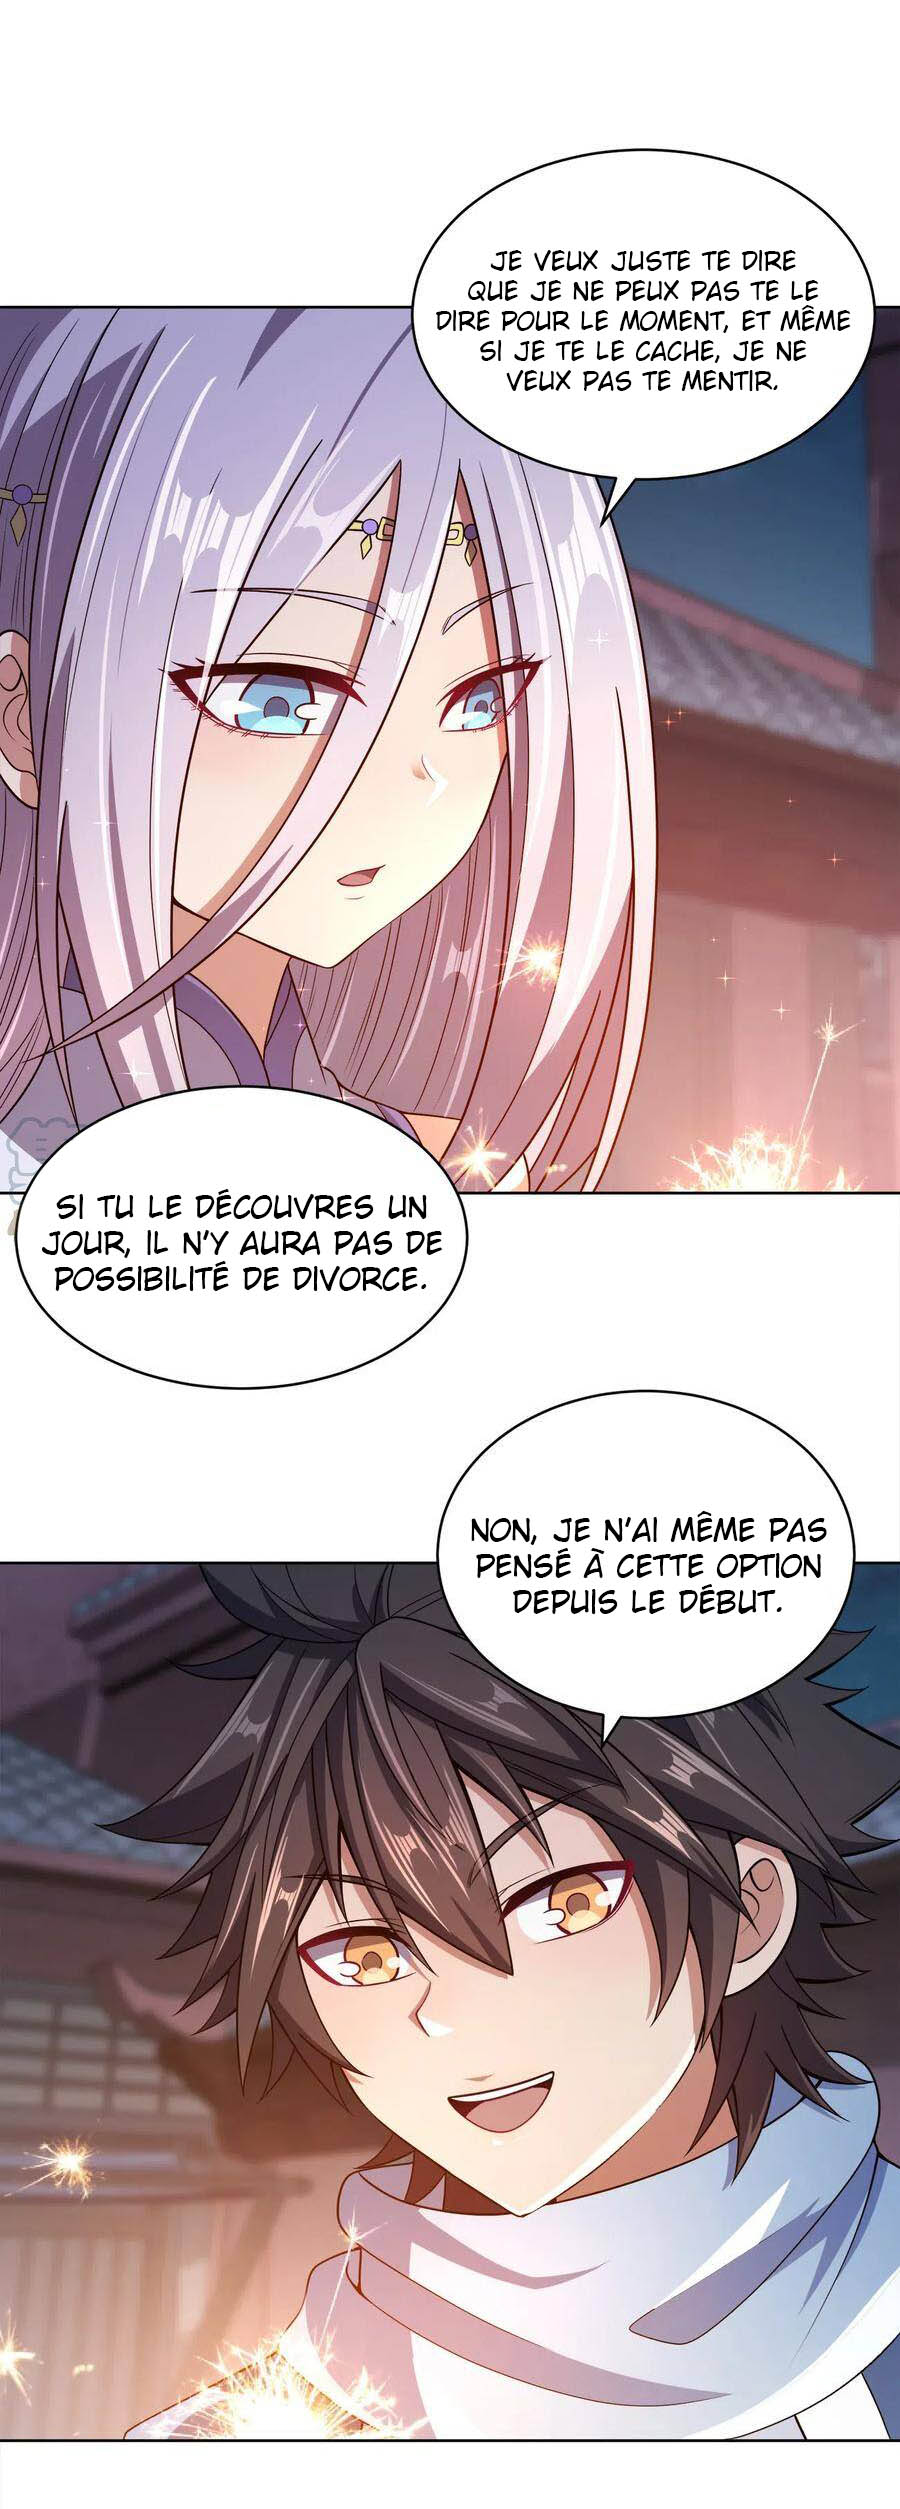 JE VEUX JUSTE TE DIRE
QUE JE NE PEUX PAS TE LE
DIRE POUR LE MOMENT, ET MÊME
SI JE TE LE CACHE, JE NE
VEUX PAS TE MENTIR.
SI TU LE DÉCOUVRES UN
JOUR, IL N'Y AURA PAS DE
POSSIBILITÉ DE DIVORCE.
NON, JE N'AI MÊME PAS
PENSÉ À CETTE OPTION
DEPUIS LE DÉBUT.